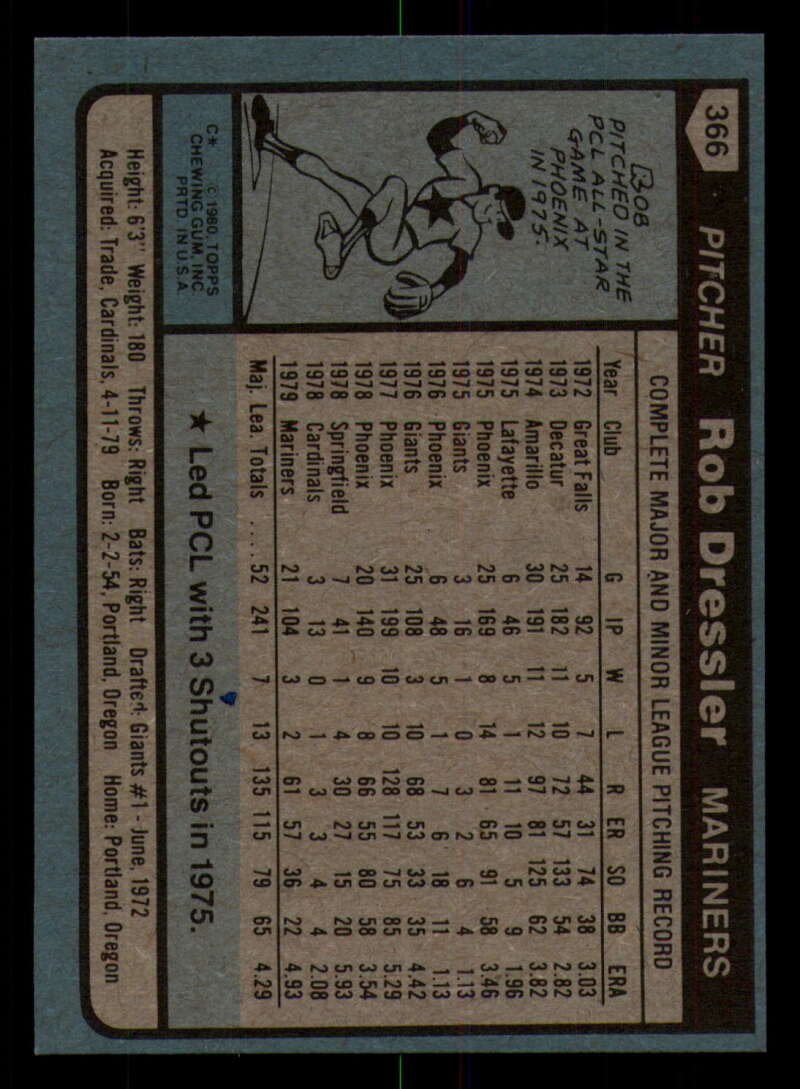 366 PITCHER Rob Dressler MARINERS
BOB
PITCHED IN THE
PCL ALL-STAR
GAME AT
PHOENIX
IN 1975.
C* © 1980 TOPPS
CHEWING GUM, INC
PRTD. IN U.S.A.
COMPLETE MAJOR AND MINOR LEAGUE PITCHING RECORD
Year Club G IP W L R ER SO BB ERA
1972 Great Falls 14 92 5 7 44 31 74 38 3.03
1973 Decatur 25 182 11 10 72 57 133 54 2.82
1974 Amarillo 30 191 11 12 97 81 125 62 3.82
1975 Lafayette 6 46 5 1 11 10 5 9 1.96
1975 Phoenix 25 169 8 14 81 65 91 58 3.46
1975 Giants 3 16 1 0 3 2 6 4 1.13
1976 Phoenix 6 48 5 1 7 6 18 11 1.13
1976 Giants 25 108 3 10 68 53 33 35 4.42
1977 Phoenix 31 199 10 10 128 117 75 85 5.29
1978 Phoenix 20 140 9 8 66 55 80 58 3.54
1978 Springfield 7 41 1 4 30 27 15 20 5.93
1978 Cardinals 3 13 0 1 3 3 4 4 2.08
1979 Mariners 21 104 3 2 61 57 36 22 4.93
Maj. Lea. Totals .... 52 241 7 13 135 115 79 65 4.29
★ Led PCL with 3 Shutouts in 1975.
Height: 6'3" Weight: 180 Throws: Right Bats: Right Drafted: Giants #1 - June, 1972
Acquired: Trade, Cardinals, 4-11-79 Born: 2-2-54, Portland, Oregon Home: Portland, Oregon